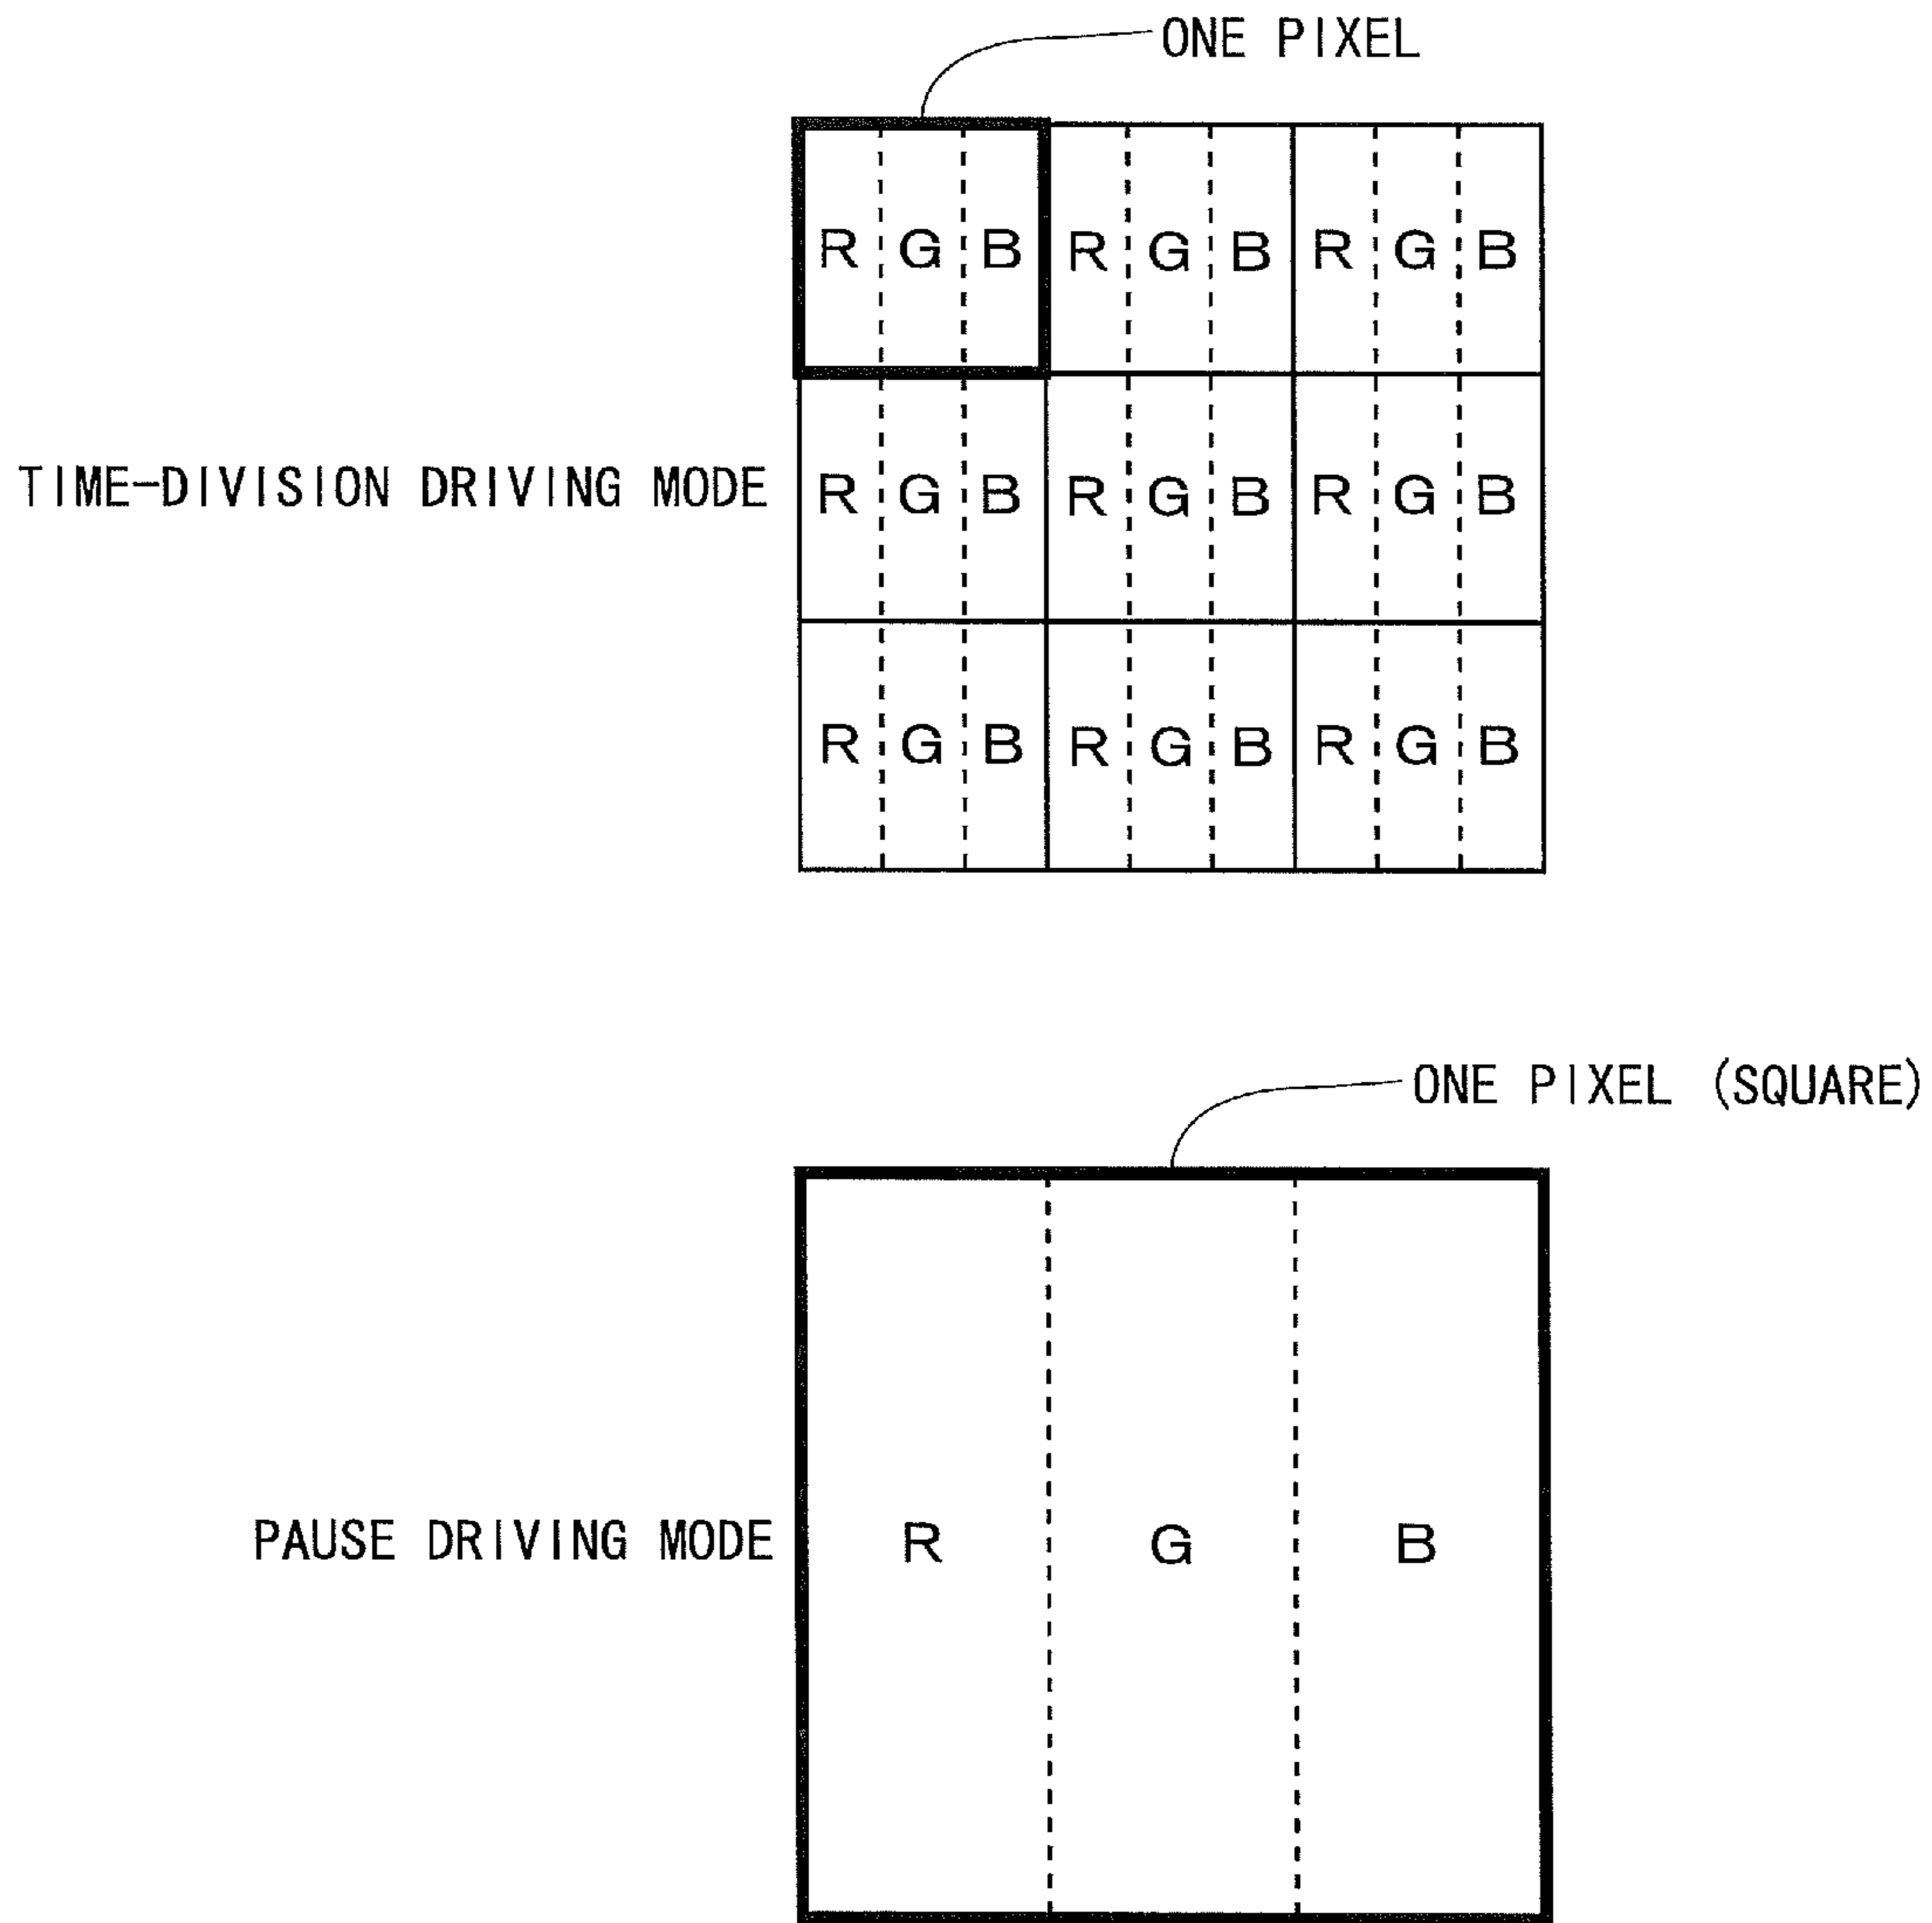 ONE PIXEL
R G B R G B R G B
TIME-DIVISION DRIVING MODE R G B R G B R G B
R G B R G B R G B
ONE PIXEL (SQUARE)
PAUSE DRIVING MODE R G B